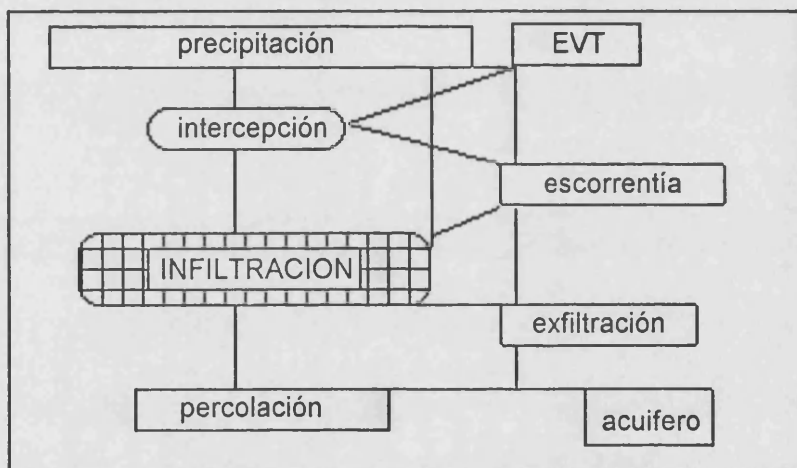 precipitación
EVT
intercepción
escorrentía
INFILTRACION
exfiltración
percolación
acuifero